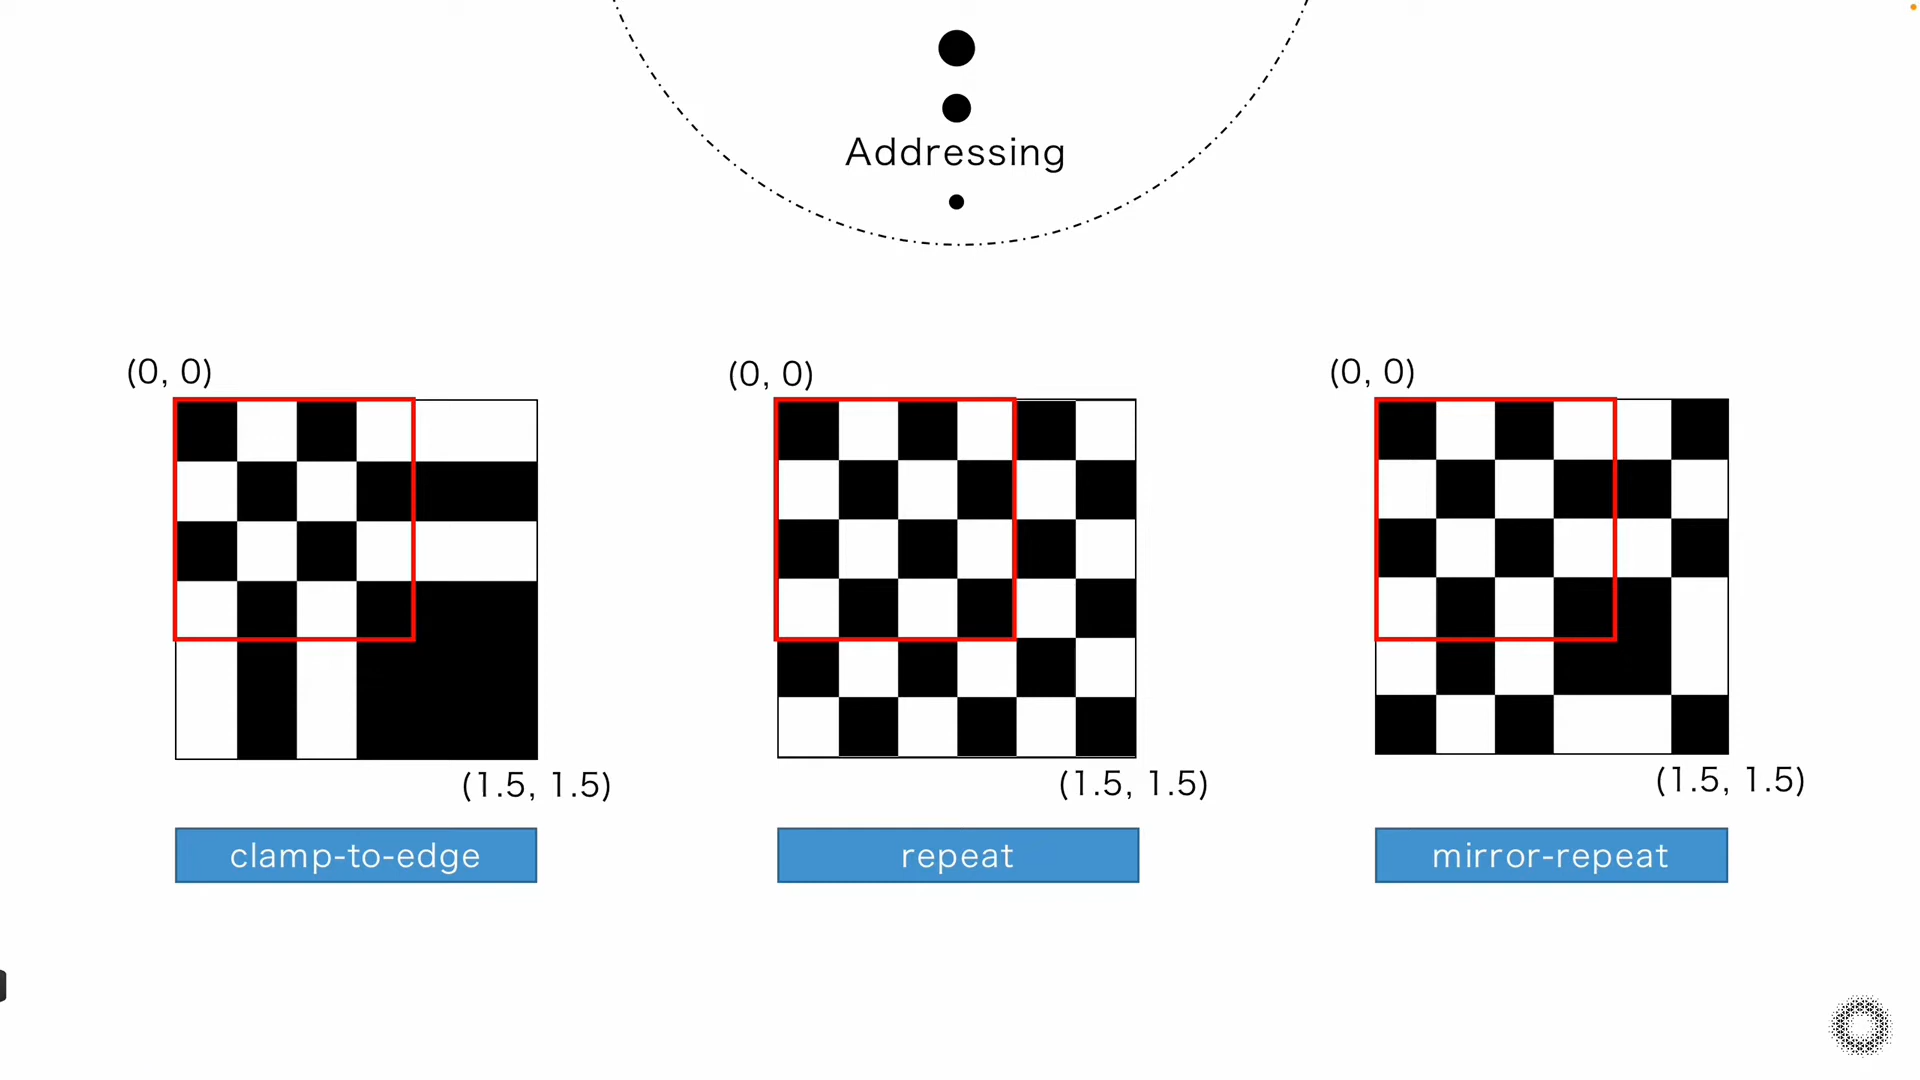 Addressing
(0, 0)
(0, 0)
(0, 0)
(1.5, 1.5)
(1.5, 1.5)
(1.5, 1.5)
clamp-to-edge
repeat
mirror-repeat